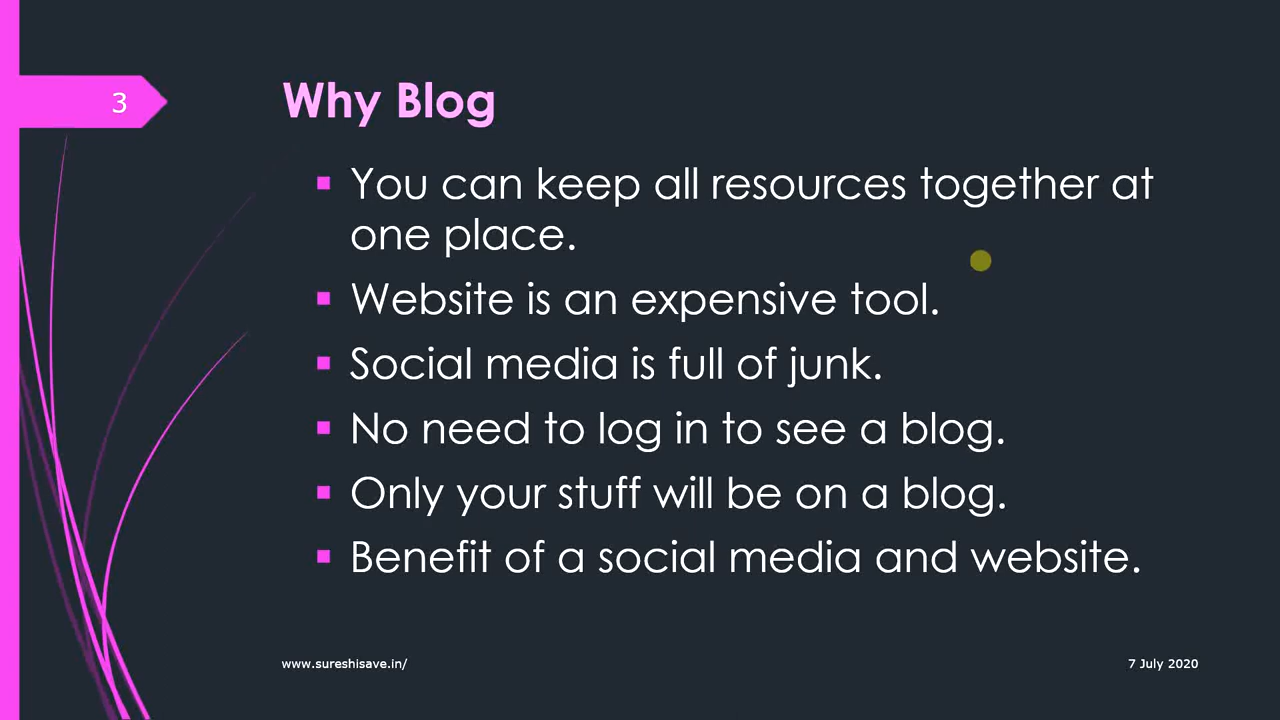 3
Why Blog
You can keep all resources together at
one place.
Website is an expensive tool.
Social media is full of junk.
No need to log in to see a blog.
Only your stuff will be on a blog.
Benefit of a social media and website.
www.sureshisave.in/
7 July 2020